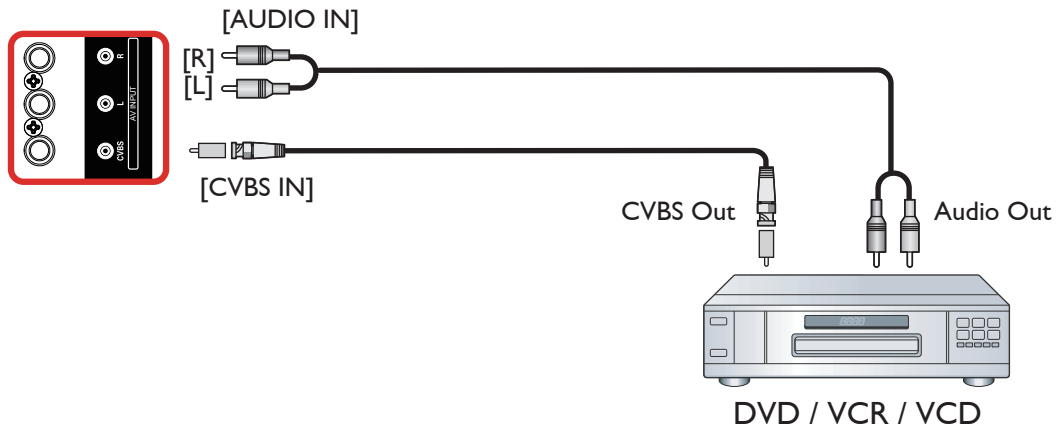 [AUDIO IN]
[R]
[L]
R
L
CVBS
AV INPUT
[CVBS IN]
CVBS Out
Audio Out
DVD / VCR / VCD